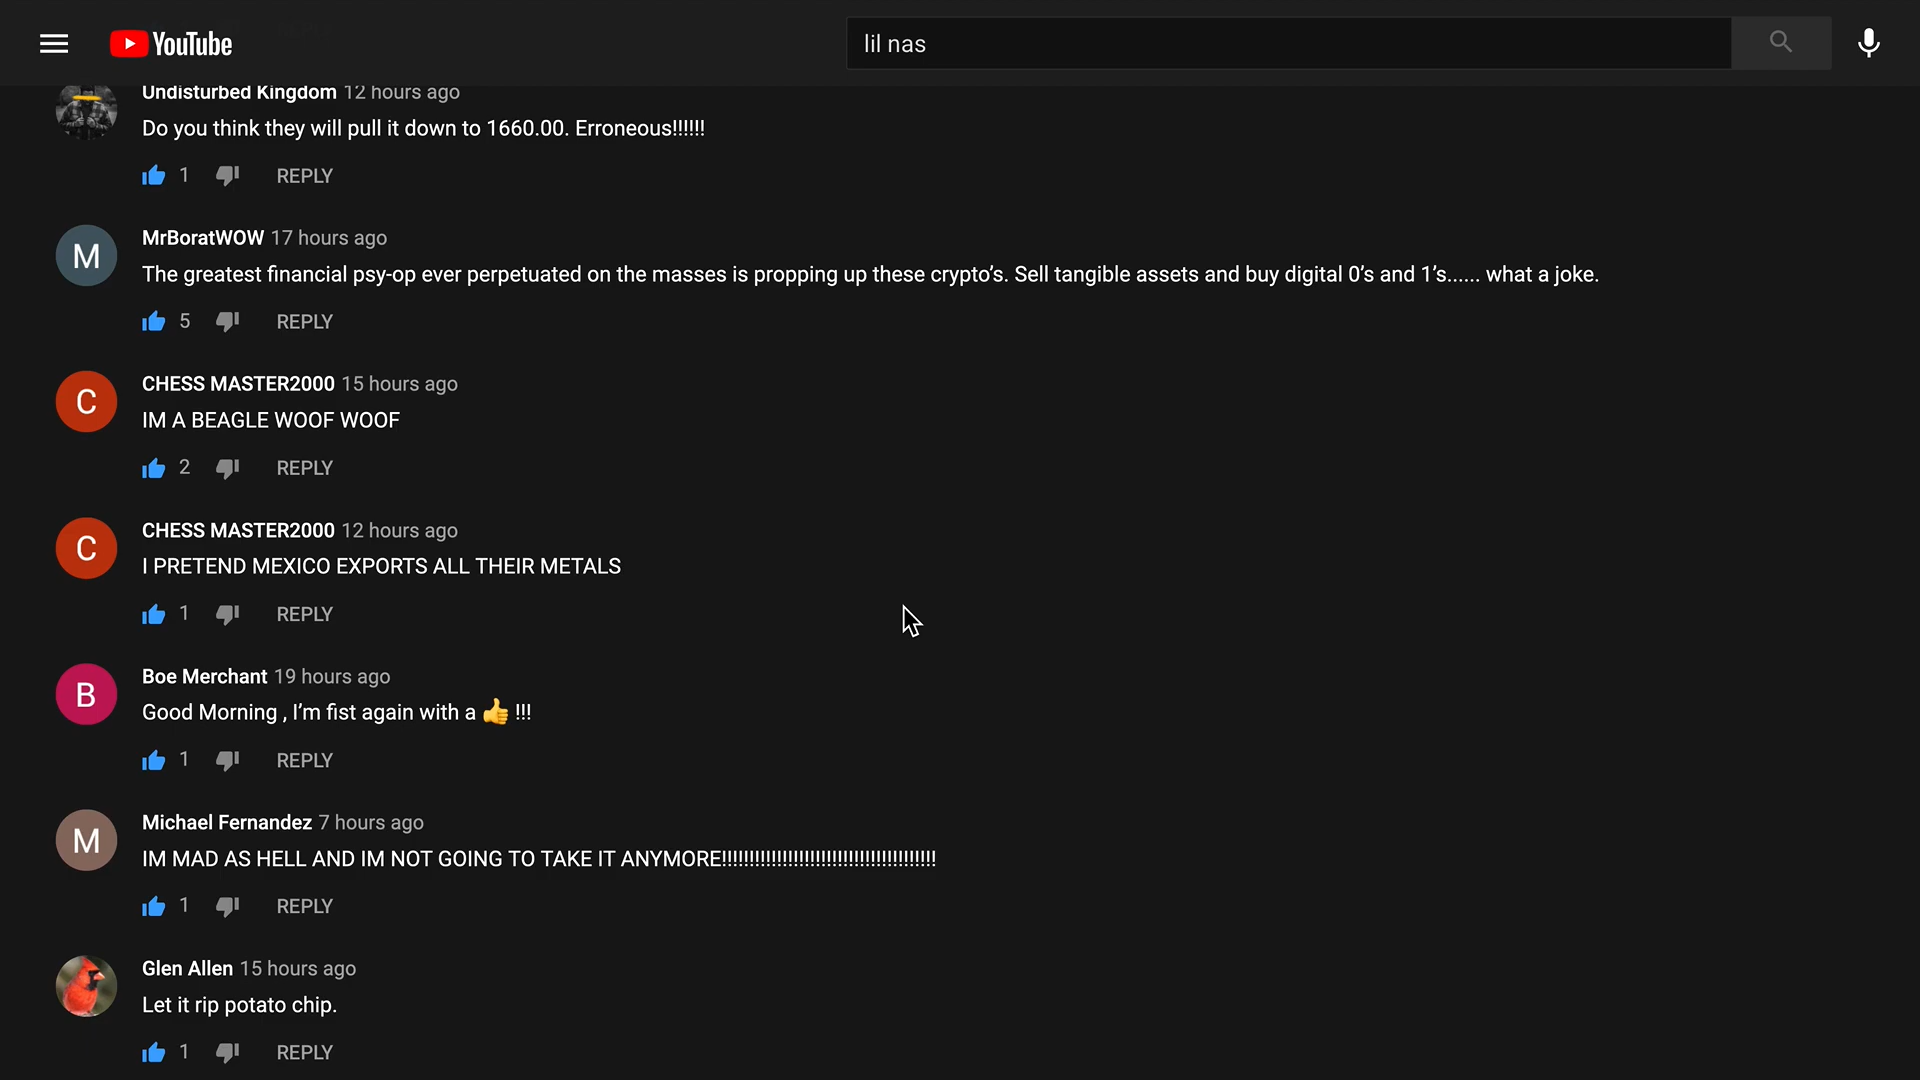 YouTube
lil nas
Undisturbed Kingdom 12 hours ago
Do you think they will pull it down to 1660.00. Erroneous!!!!!!
1 REPLY
M
MrBoratWOW 17 hours ago
The greatest financial psy-op ever perpetuated on the masses is propping up these crypto’s. Sell tangible assets and buy digital 0’s and 1’s...... what a joke.
5 REPLY
C
CHESS MASTER2000 15 hours ago
IM A BEAGLE WOOF WOOF
2 REPLY
C
CHESS MASTER2000 12 hours ago
I PRETEND MEXICO EXPORTS ALL THEIR METALS
1 REPLY
B
Boe Merchant 19 hours ago
Good Morning , I’m fist again with a 👍 !!!
1 REPLY
M
Michael Fernandez 7 hours ago
IM MAD AS HELL AND IM NOT GOING TO TAKE IT ANYMORE!!!!!!!!!!!!!!!!!!!!!!!!!!!!!!!!!!!!!!!
1 REPLY
Glen Allen 15 hours ago
Let it rip potato chip.
1 REPLY